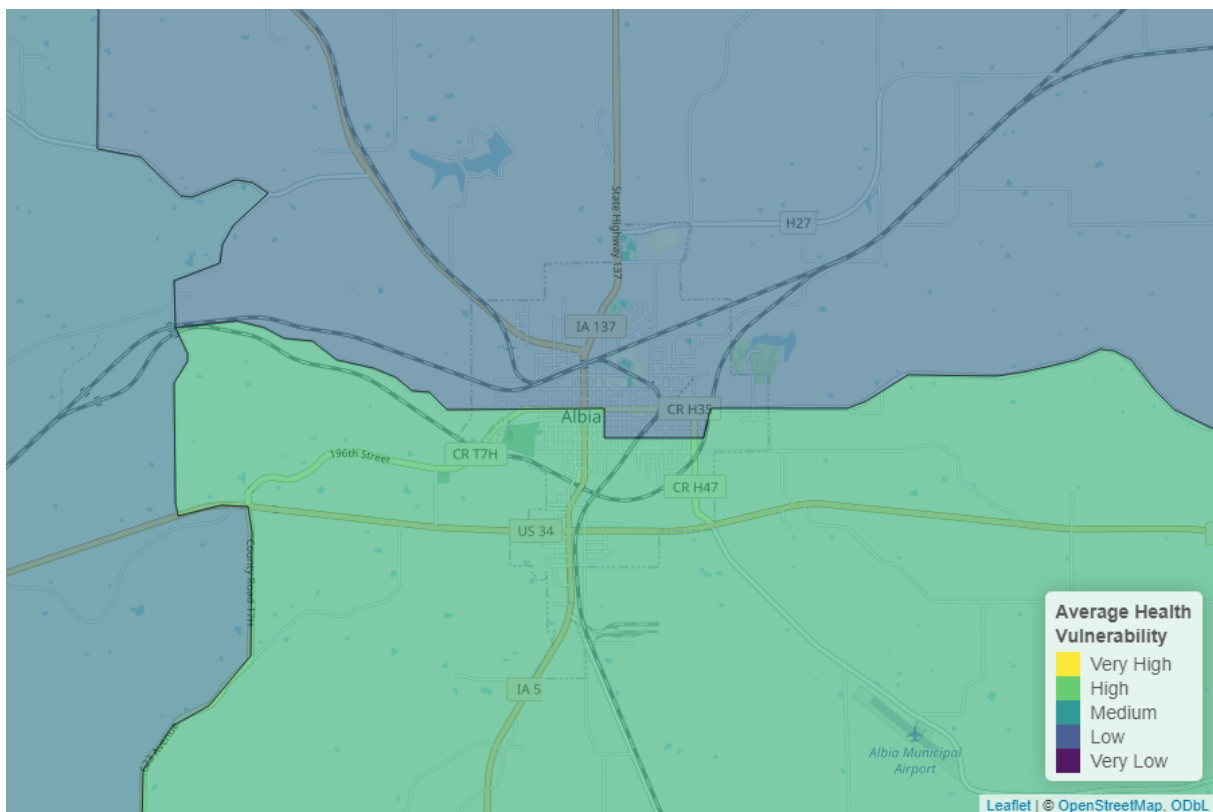 H27
State Highway 137
IA 137
CR H35
Albia
CR T7H
196th Street
CR H47
US 34
County Road T7H
IA 5
Albia Municipal
Airport
Average Health
Vulnerability
Very High
High
Medium
Low
Very Low
Leaflet | © OpenStreetMap, ODbL